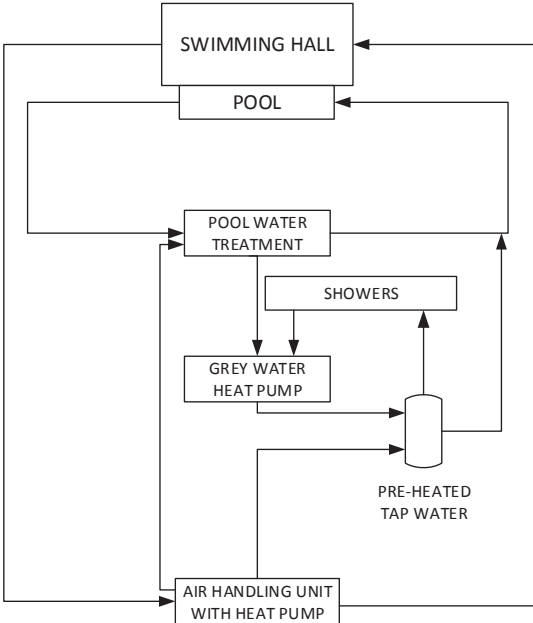 SWIMMING HALL
POOL
POOL WATER
TREATMENT
SHOWERS
GREY WATER
HEAT PUMP
PRE-HEATED
TAP WATER
AIR HANDLING UNIT
WITH HEAT PUMP